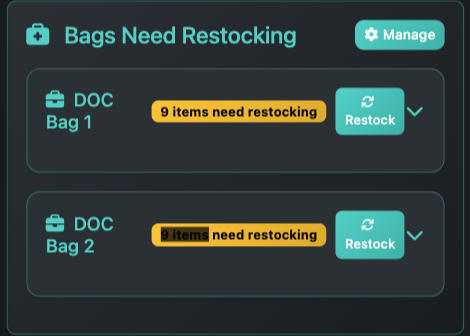 Bags Need Restocking
Manage
DOC
Bag 1
9 items need restocking
Restock
DOC
Bag 2
9 items need restocking
Restock